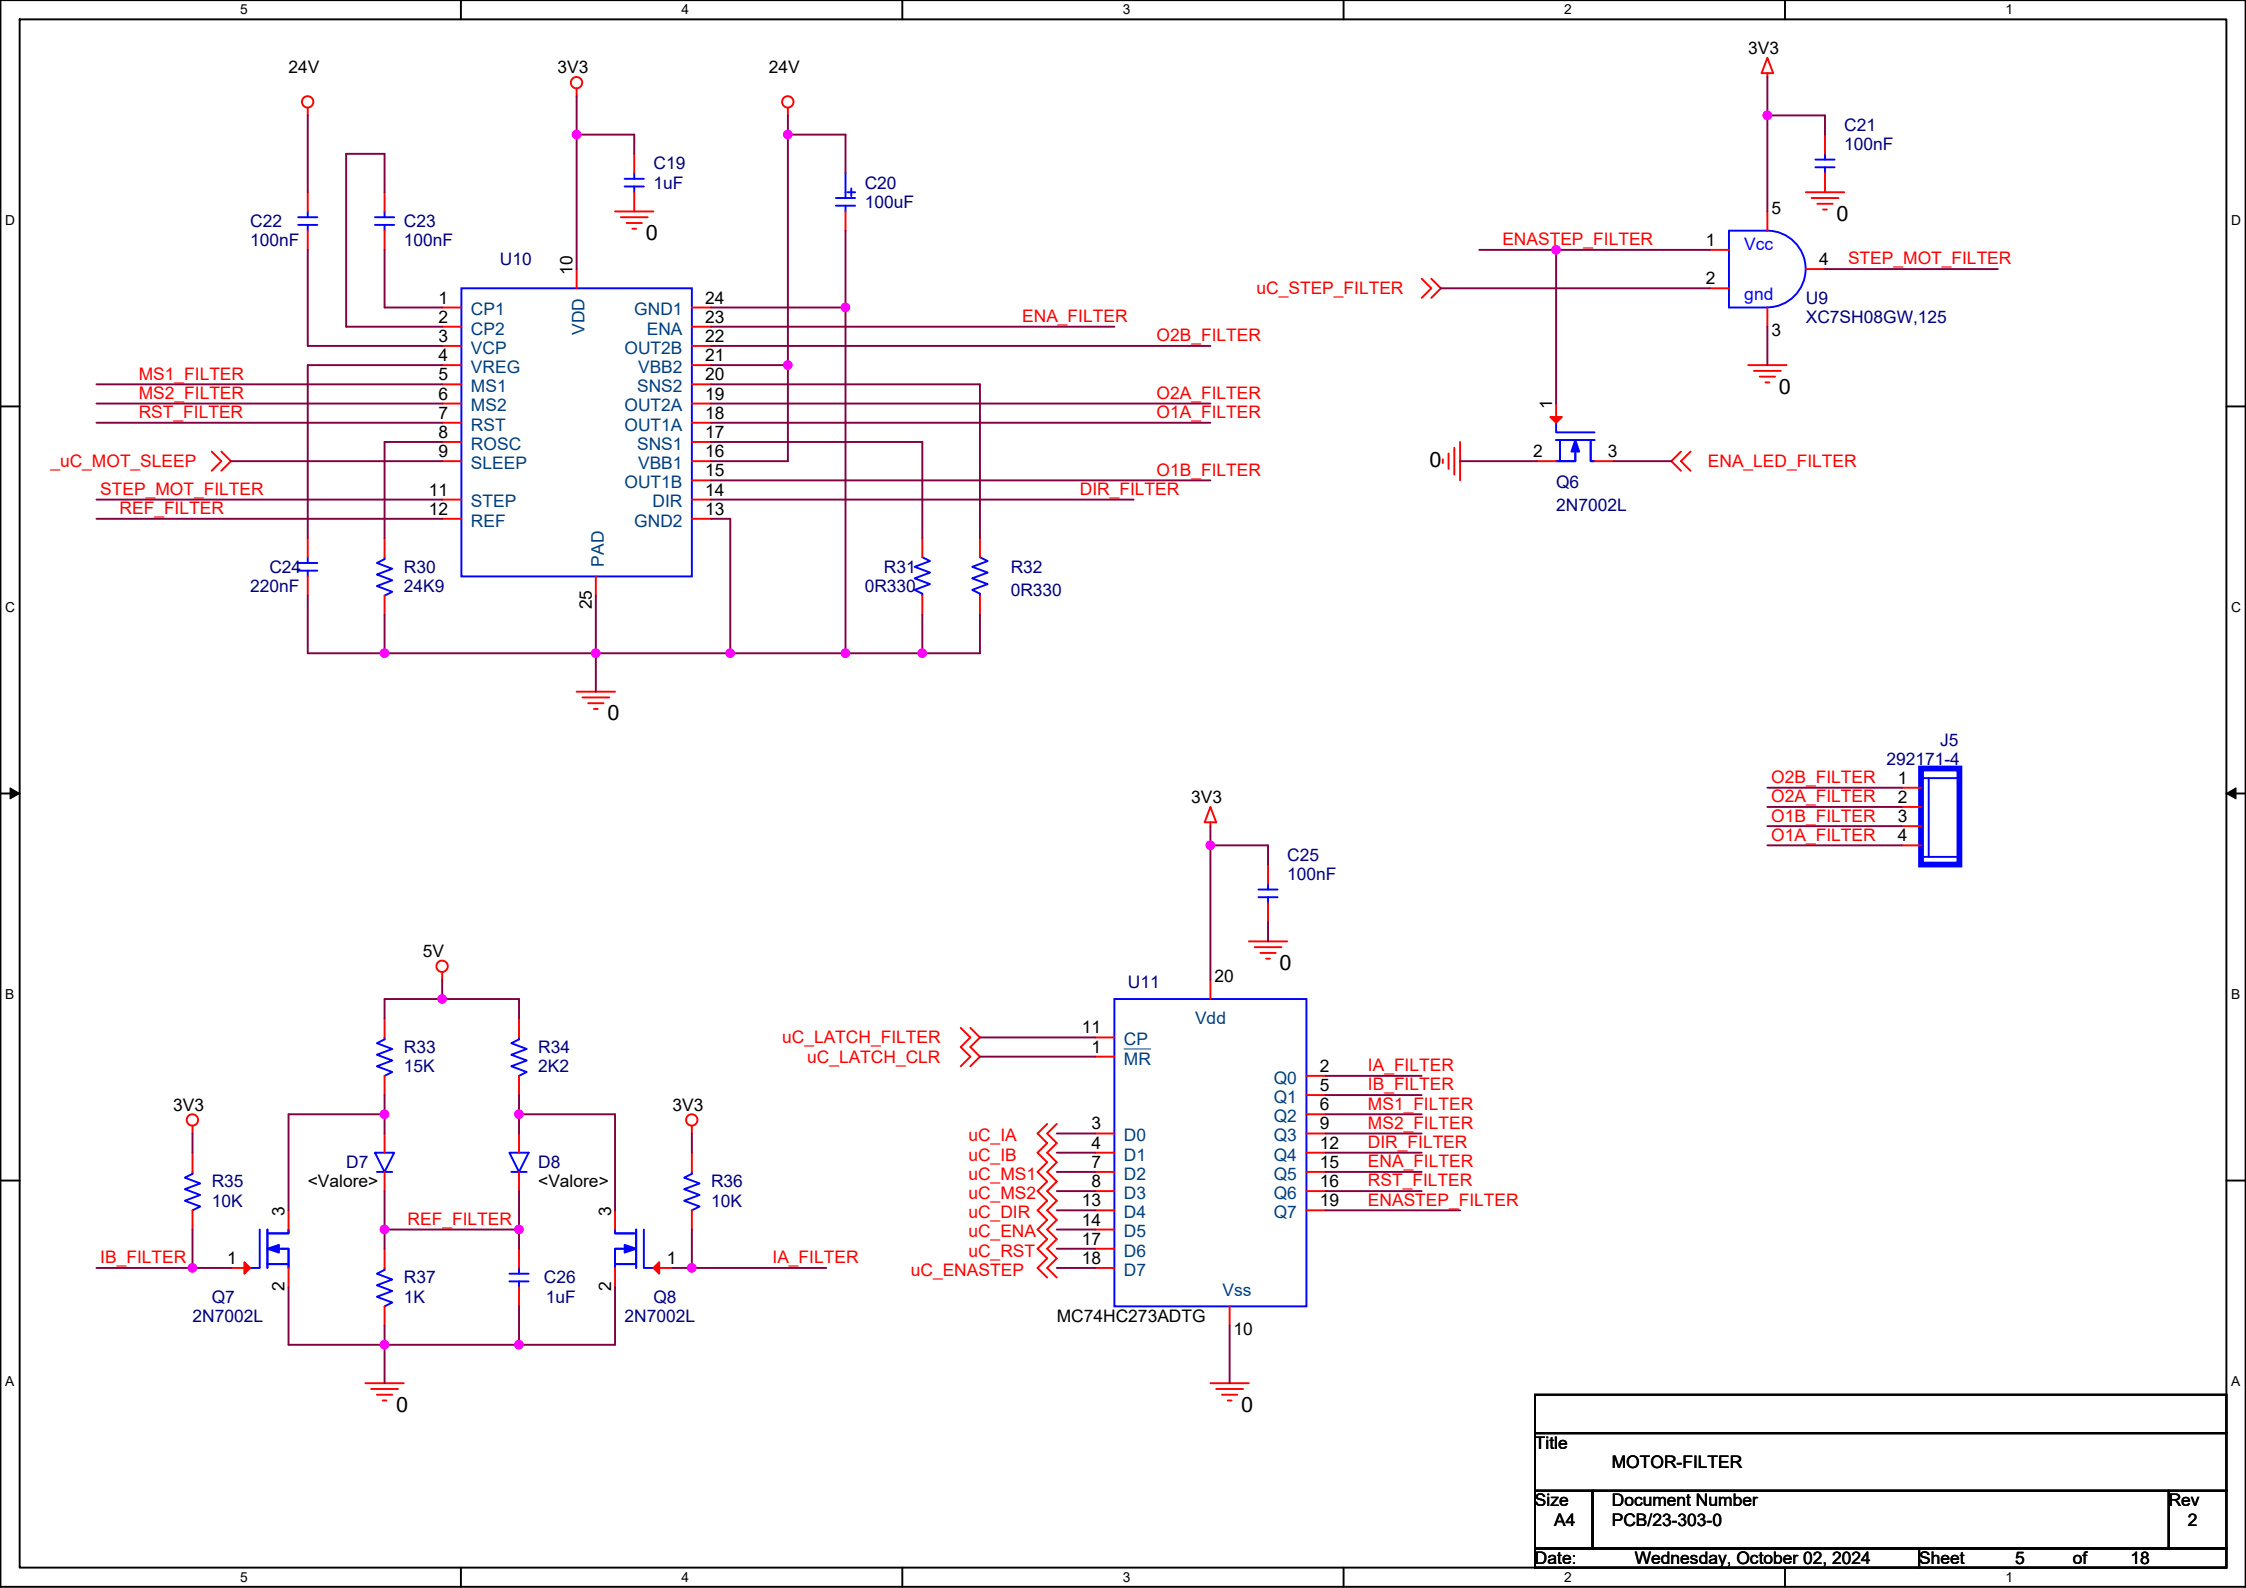 5 4 3 2 1
D D
C C
B B
A A
24V
3V3
24V
3V3
C19
1uF
0
C20
100uF
C22
100nF
C23
100nF
U10
10
VDD
1 CP1
2 CP2
3 VCP
4 VREG
5 MS1
6 MS2
7 RST
8 ROSC
9 SLEEP
11 STEP
12 REF
MS1_FILTER
MS2_FILTER
RST_FILTER
_uC_MOT_SLEEP
STEP_MOT_FILTER
REF_FILTER
GND1 24
ENA 23
OUT2B 22
VBB2 21
SNS2 20
OUT2A 19
OUT1A 18
SNS1 17
VBB1 16
OUT1B 15
DIR 14
GND2 13
ENA_FILTER
O2B_FILTER
O2A_FILTER
O1A_FILTER
O1B_FILTER
DIR_FILTER
PAD
25
C24
220nF
R30
24K9
R31
0R330
R32
0R330
0
C21
100nF
0
5
ENASTEP_FILTER 1 Vcc
uC_STEP_FILTER 2 gnd
4 STEP_MOT_FILTER
U9
XC7SH08GW,125
3
0
1
0 2 3 ENA_LED_FILTER
Q6
2N7002L
J5
292171-4
O2B_FILTER 1
O2A_FILTER 2
O1B_FILTER 3
O1A_FILTER 4
5V
R33
15K
R34
2K2
3V3
3V3
D7
<Valore>
D8
<Valore>
R35
10K
R36
10K
3
3
REF_FILTER
IB_FILTER 1
1 IA_FILTER
2
2
Q7
2N7002L
R37
1K
C26
1uF
Q8
2N7002L
0
3V3
C25
100nF
0
U11
20
Vdd
uC_LATCH_FILTER 11 CP
uC_LATCH_CLR 1 MR
uC_IA 3 D0
uC_IB 4 D1
uC_MS1 7 D2
uC_MS2 8 D3
uC_DIR 13 D4
uC_ENA 14 D5
uC_RST 17 D6
uC_ENASTEP 18 D7
Q0 2 IA_FILTER
Q1 5 IB_FILTER
Q2 6 MS1_FILTER
Q3 9 MS2_FILTER
Q4 12 DIR_FILTER
Q5 15 ENA_FILTER
Q6 16 RST_FILTER
Q7 19 ENASTEP_FILTER
Vss
MC74HC273ADTG
10
0
Title
MOTOR-FILTER
Size Document Number Rev
A4 PCB/23-303-0 2
Date: Wednesday, October 02, 2024 Sheet 5 of 18
5 4 3 2 1